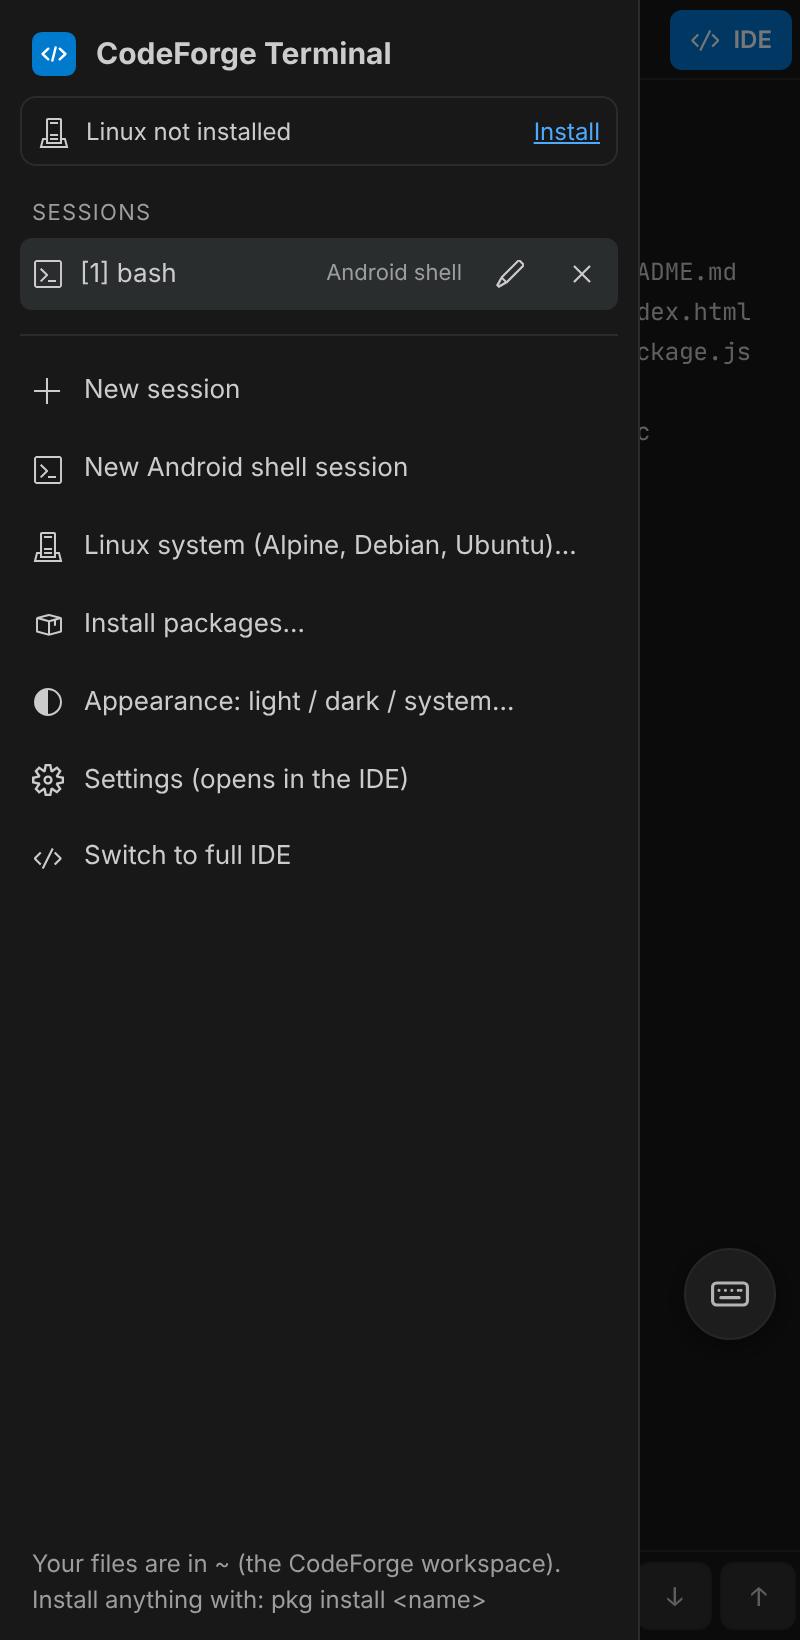 CodeForge Terminal
IDE
Linux not installed
Install
SESSIONS
[1] bash
Android shell
New session
New Android shell session
Linux system (Alpine, Debian, Ubuntu)...
Install packages...
Appearance: light / dark / system...
Settings (opens in the IDE)
Switch to full IDE
ADME.md
dex.html
ckage.js
c
Your files are in ~ (the CodeForge workspace).
Install anything with: pkg install <name>